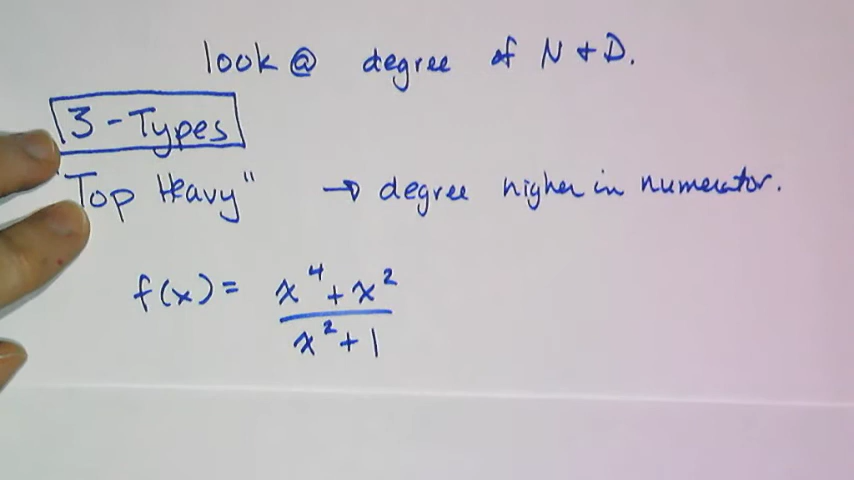 look @ degree of N + D.
3-Types
"Top Heavy" → degree higher in numerator.
f(x) = x^4 + x^2 / x^2 + 1